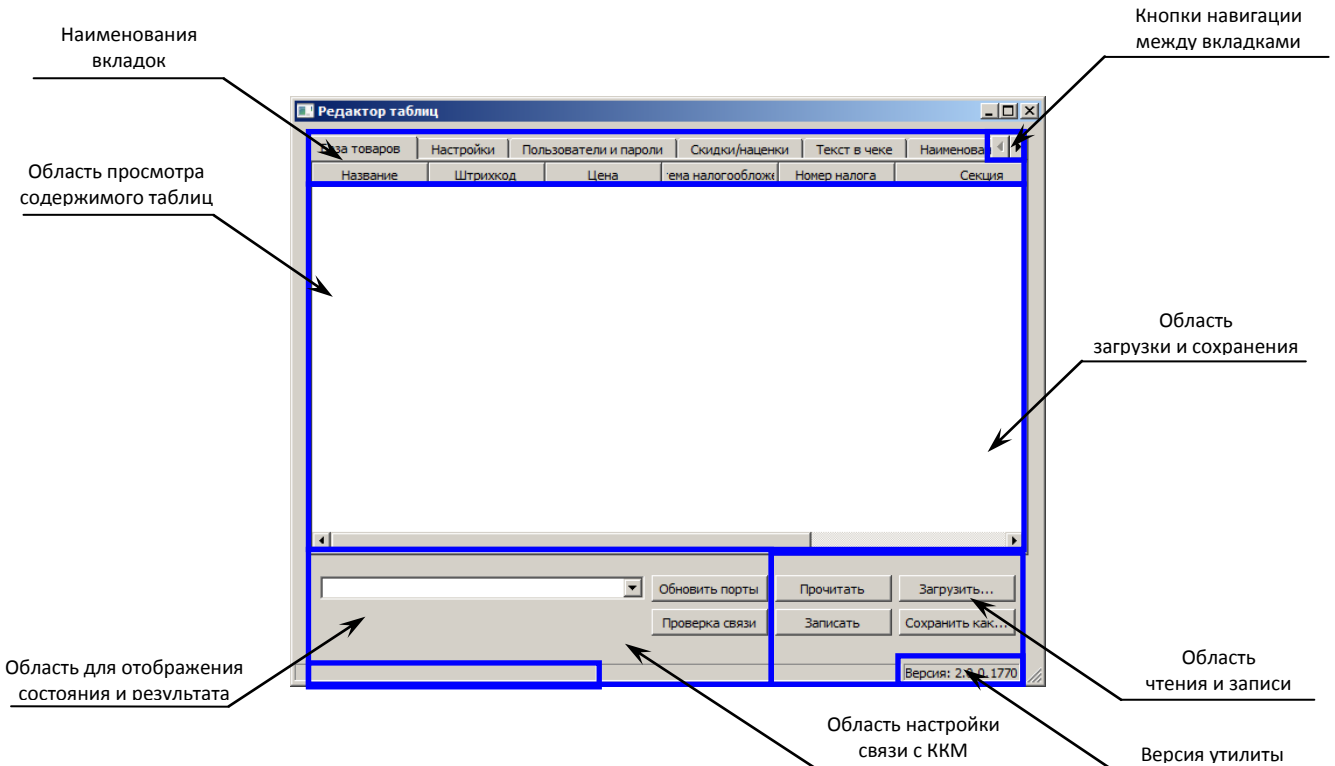 Кнопки навигации
между вкладками
Наименования
вкладок
Редактор таблиц
База товаров Настройки Пользователи и пароли Скидки/наценки Текст в чеке Наименован
Название Штрихкод Цена тема налогообложе Номер налога Секция
Область просмотра
содержимого таблиц
Область
загрузки и сохранения
Обновить порты Прочитать Загрузить...
Проверка связи Записать Сохранить как...
Область для отображения
состояния и результата
Версия: 2.0.0.1770
Область
чтения и записи
Область настройки
связи с ККМ
Версия утилиты